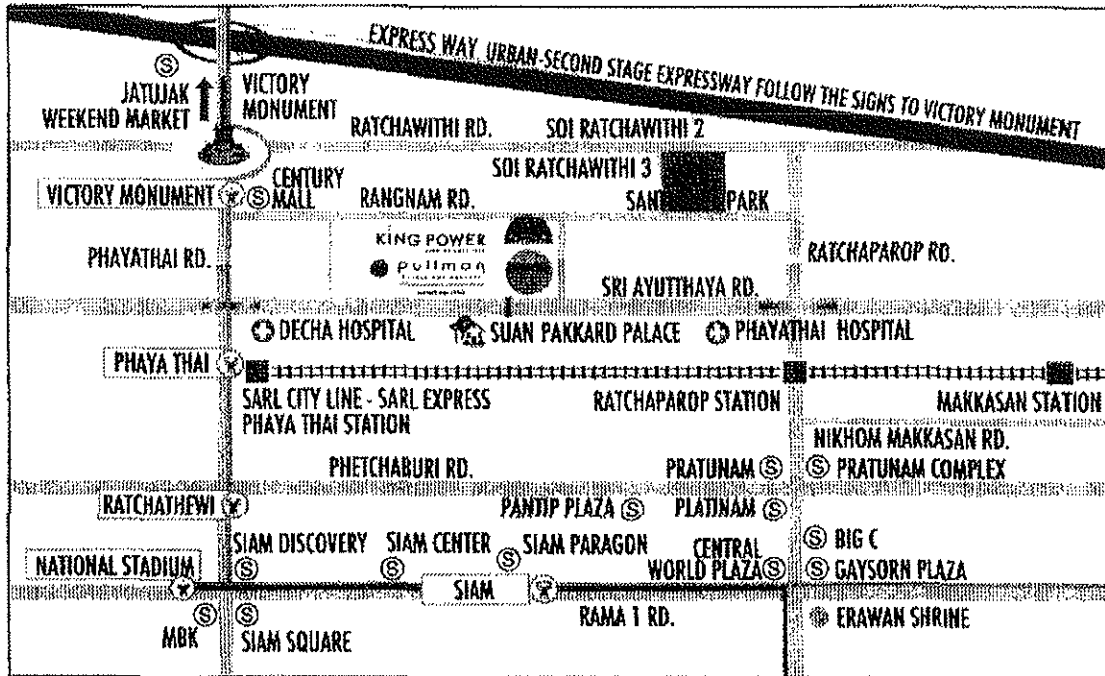 EXPRESS WAY, URBAN-SECOND STAGE EXPRESSWAY FOLLOW THE SIGNS TO VICTORY MONUMENT
JATUJAK
WEEKEND MARKET
VICTORY
MONUMENT
RATCHAWITHI RD.
SOI RATCHAWITHI 2
SOI RATCHAWITHI 3
VICTORY MONUMENT
CENTURY
MALL
RANGNAM RD.
PARK
PHAYATHAI RD.
KING POWER
pullman
RATCHAPAROP RD.
SRI AYUTTHAYA RD.
DECHA HOSPITAL
SUAN PAKKARD PALACE
PHAYATHAI HOSPITAL
PHAYA THAI
SARL CITY LINE - SARL EXPRESS
PHAYA THAI STATION
RATCHAPAROP STATION
MAKKASAN STATION
NIKHOM MAKKASAN RD.
PHETCHABURI RD.
PRATUNAM S
S PRATUNAM COMPLEX
RATCHATHEWI
PANTIP PLAZA S
PLATINAM S
SIAM DISCOVERY
SIAM CENTER
SIAM PARAGON
CENTRAL
WORLD PLAZA S
S BIG C
S GAYSORN PLAZA
NATIONAL STADIUM
SIAM
RAMA 1 RD.
ERAWAN SHRINE
MBK
SIAM SQUARE